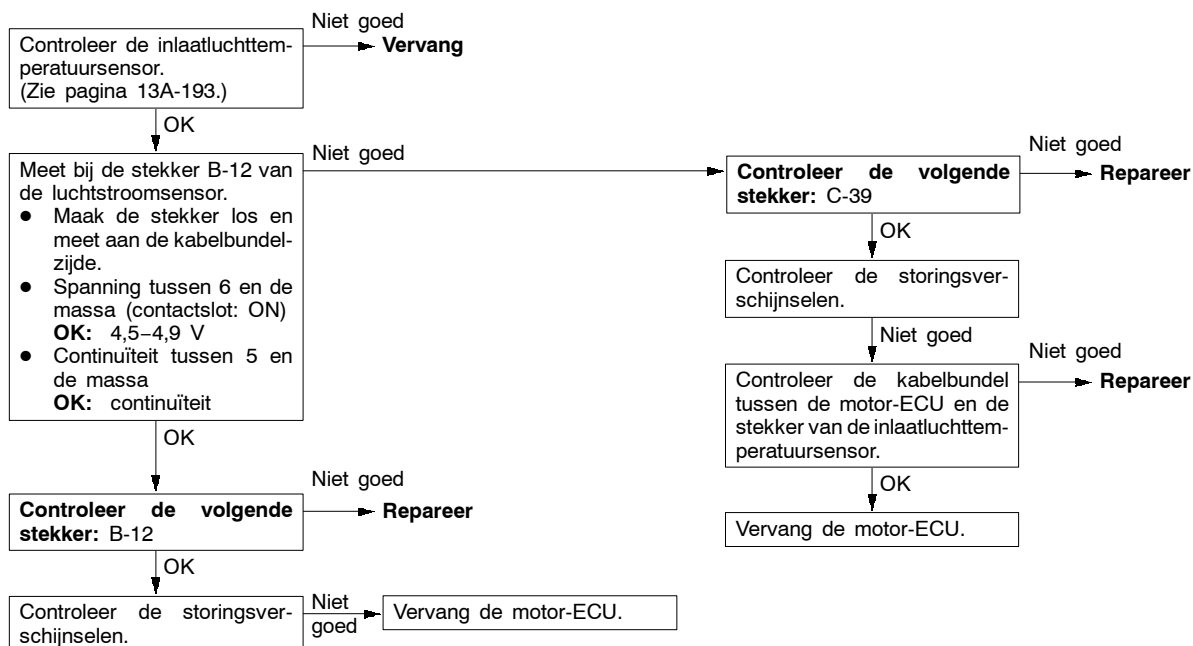 Niet goed
Controleer de inlaatluchttem-
peratuursensor.
(Zie pagina 13A-193.)
Vervang
OK
Meet bij de stekker B-12 van
de luchtstroomsensor.
● Maak de stekker los en
meet aan de kabelbundel-
zijde.
● Spanning tussen 6 en de
massa (contactslot: ON)
OK: 4,5–4,9 V
● Continuïteit tussen 5 en
de massa
OK: continuïteit
Niet goed
OK
Controleer de volgende
stekker: B-12
Niet goed
Repareer
OK
Controleer de storingsver-
schijnselen.
Niet
goed
Vervang de motor-ECU.
Controleer de volgende
stekker: C-39
Niet goed
Repareer
OK
Controleer de storingsver-
schijnselen.
Niet goed
Controleer de kabelbundel
tussen de motor-ECU en de
stekker van de inlaatluchttem-
peratuursensor.
Niet goed
Repareer
OK
Vervang de motor-ECU.